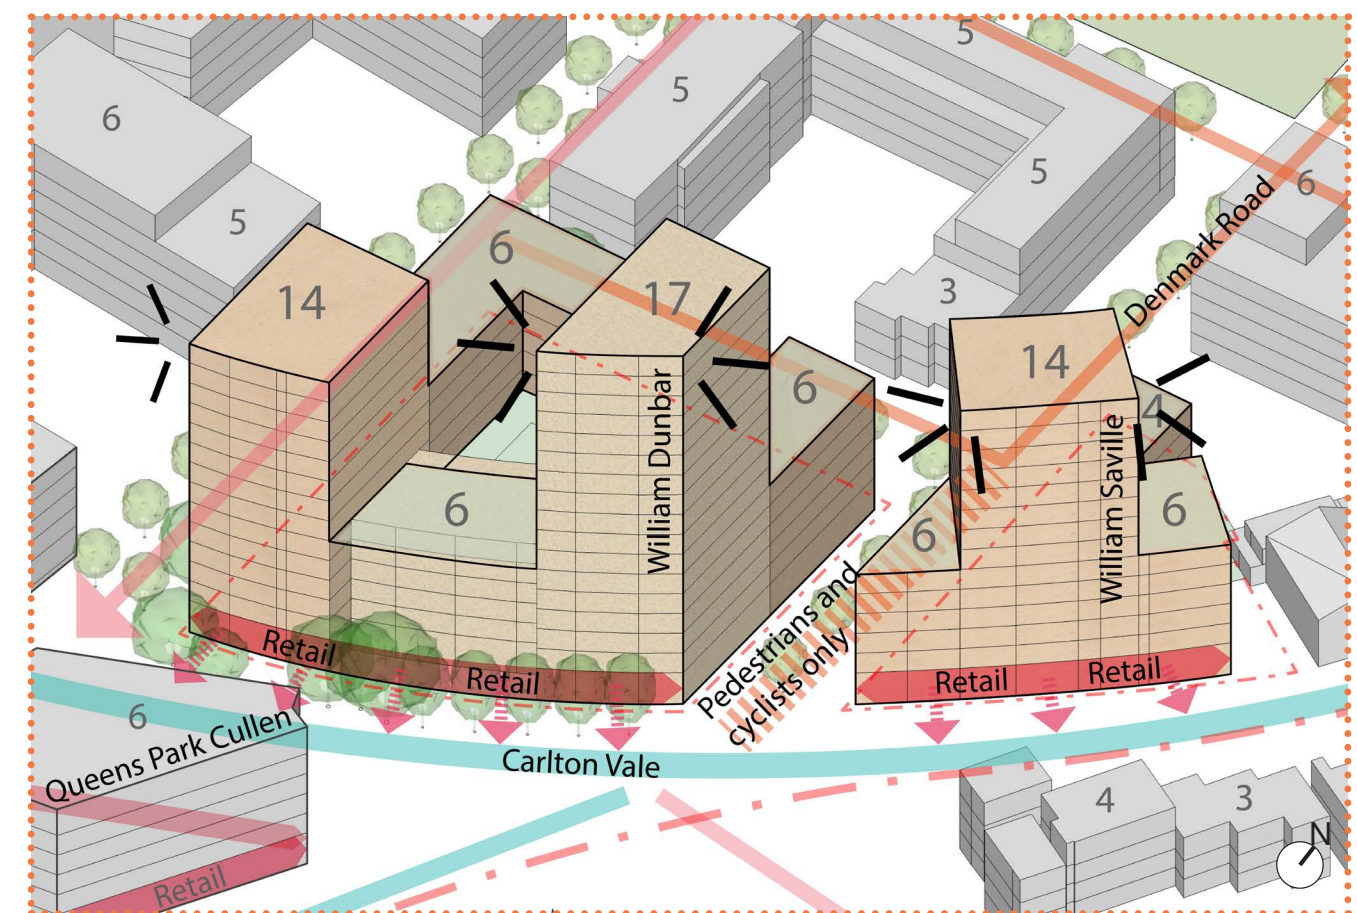 5
5
6
5
6
5
6
14
17
3
Denmark Road
14
6
4
William Dunbar
William Saville
6
6
6
Pedestrians and
cyclists only
Retail
Retail
Retail
Retail
6
Queens Park Cullen
Carlton Vale
4
3
N
Retail